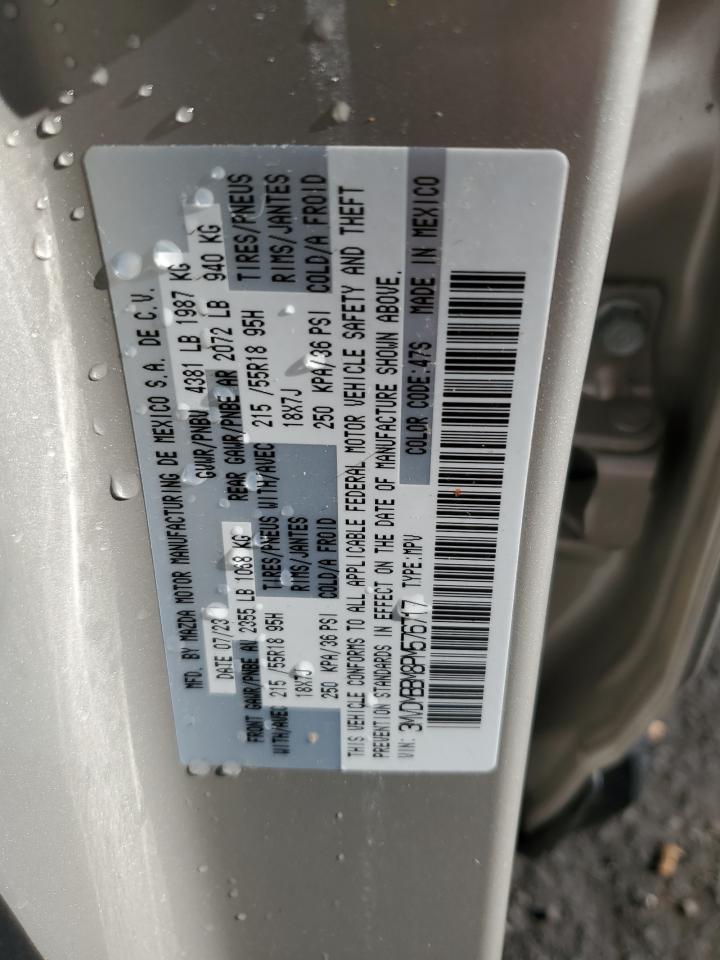 MFG. BY MAZDA MOTOR MANUFACTURING DE MEXICO S.A. DE C.V.
DATE 07/23 GVWR/PNBV 4381 LB 1987 KG
FRONT GAWR/PNBE AV 2355 LB 1068 KG REAR GAWR/PNBE AR 2072 LB 940 KG
WITH/AVEC 215 /55R18 95H TIRES/PNEUS WITH/AVEC 215 /55R18 95H TIRES/PNEUS
18X7J RIMS/JANTES 18X7J RIMS/JANTES
250 KPA/36 PSI COLD/A FROID 250 KPA/36 PSI COLD/A FROID
THIS VEHICLE CONFORMS TO ALL APPLICABLE FEDERAL MOTOR VEHICLE SAFETY AND THEFT
PREVENTION STANDARDS IN EFFECT ON THE DATE OF MANUFACTURE SHOWN ABOVE.
VIN: 3MVDMBBM8PM576717 TYPE:MPV COLOR CODE:47S MADE IN MEXICO